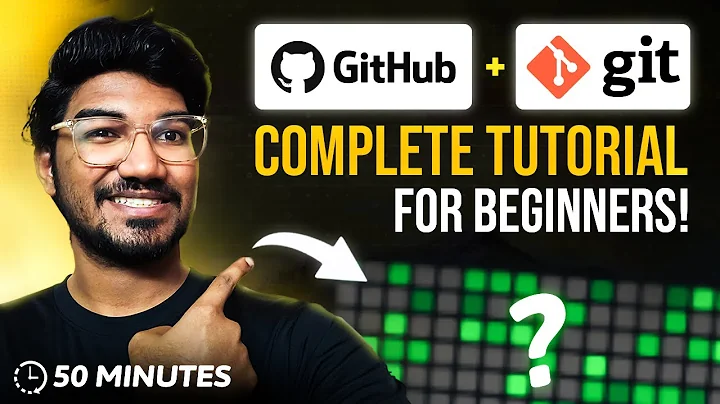 GitHub + git
COMPLETE TUTORIAL
FOR BEGINNERS!
?
50 MINUTES